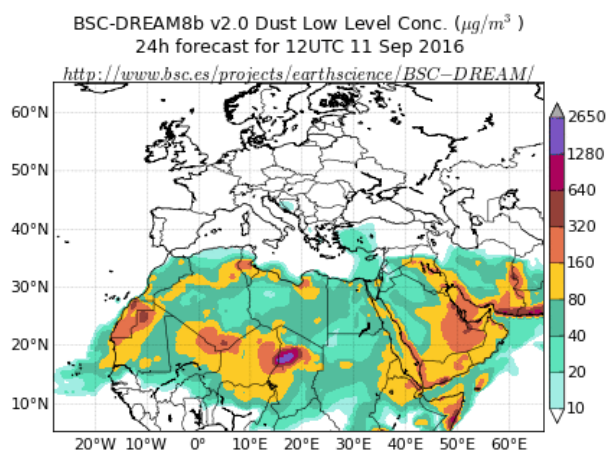 BSC-DREAM8b v2.0 Dust Low Level Conc. (μg/m³ )
24h forecast for 12UTC 11 Sep 2016
http://www.bsc.es/projects/earthscience/BSC−DREAM/
60°N
50°N
40°N
30°N
20°N
10°N
20°W 10°W 0° 10°E 20°E 30°E 40°E 50°E 60°E
2650
1280
640
320
160
80
40
20
10